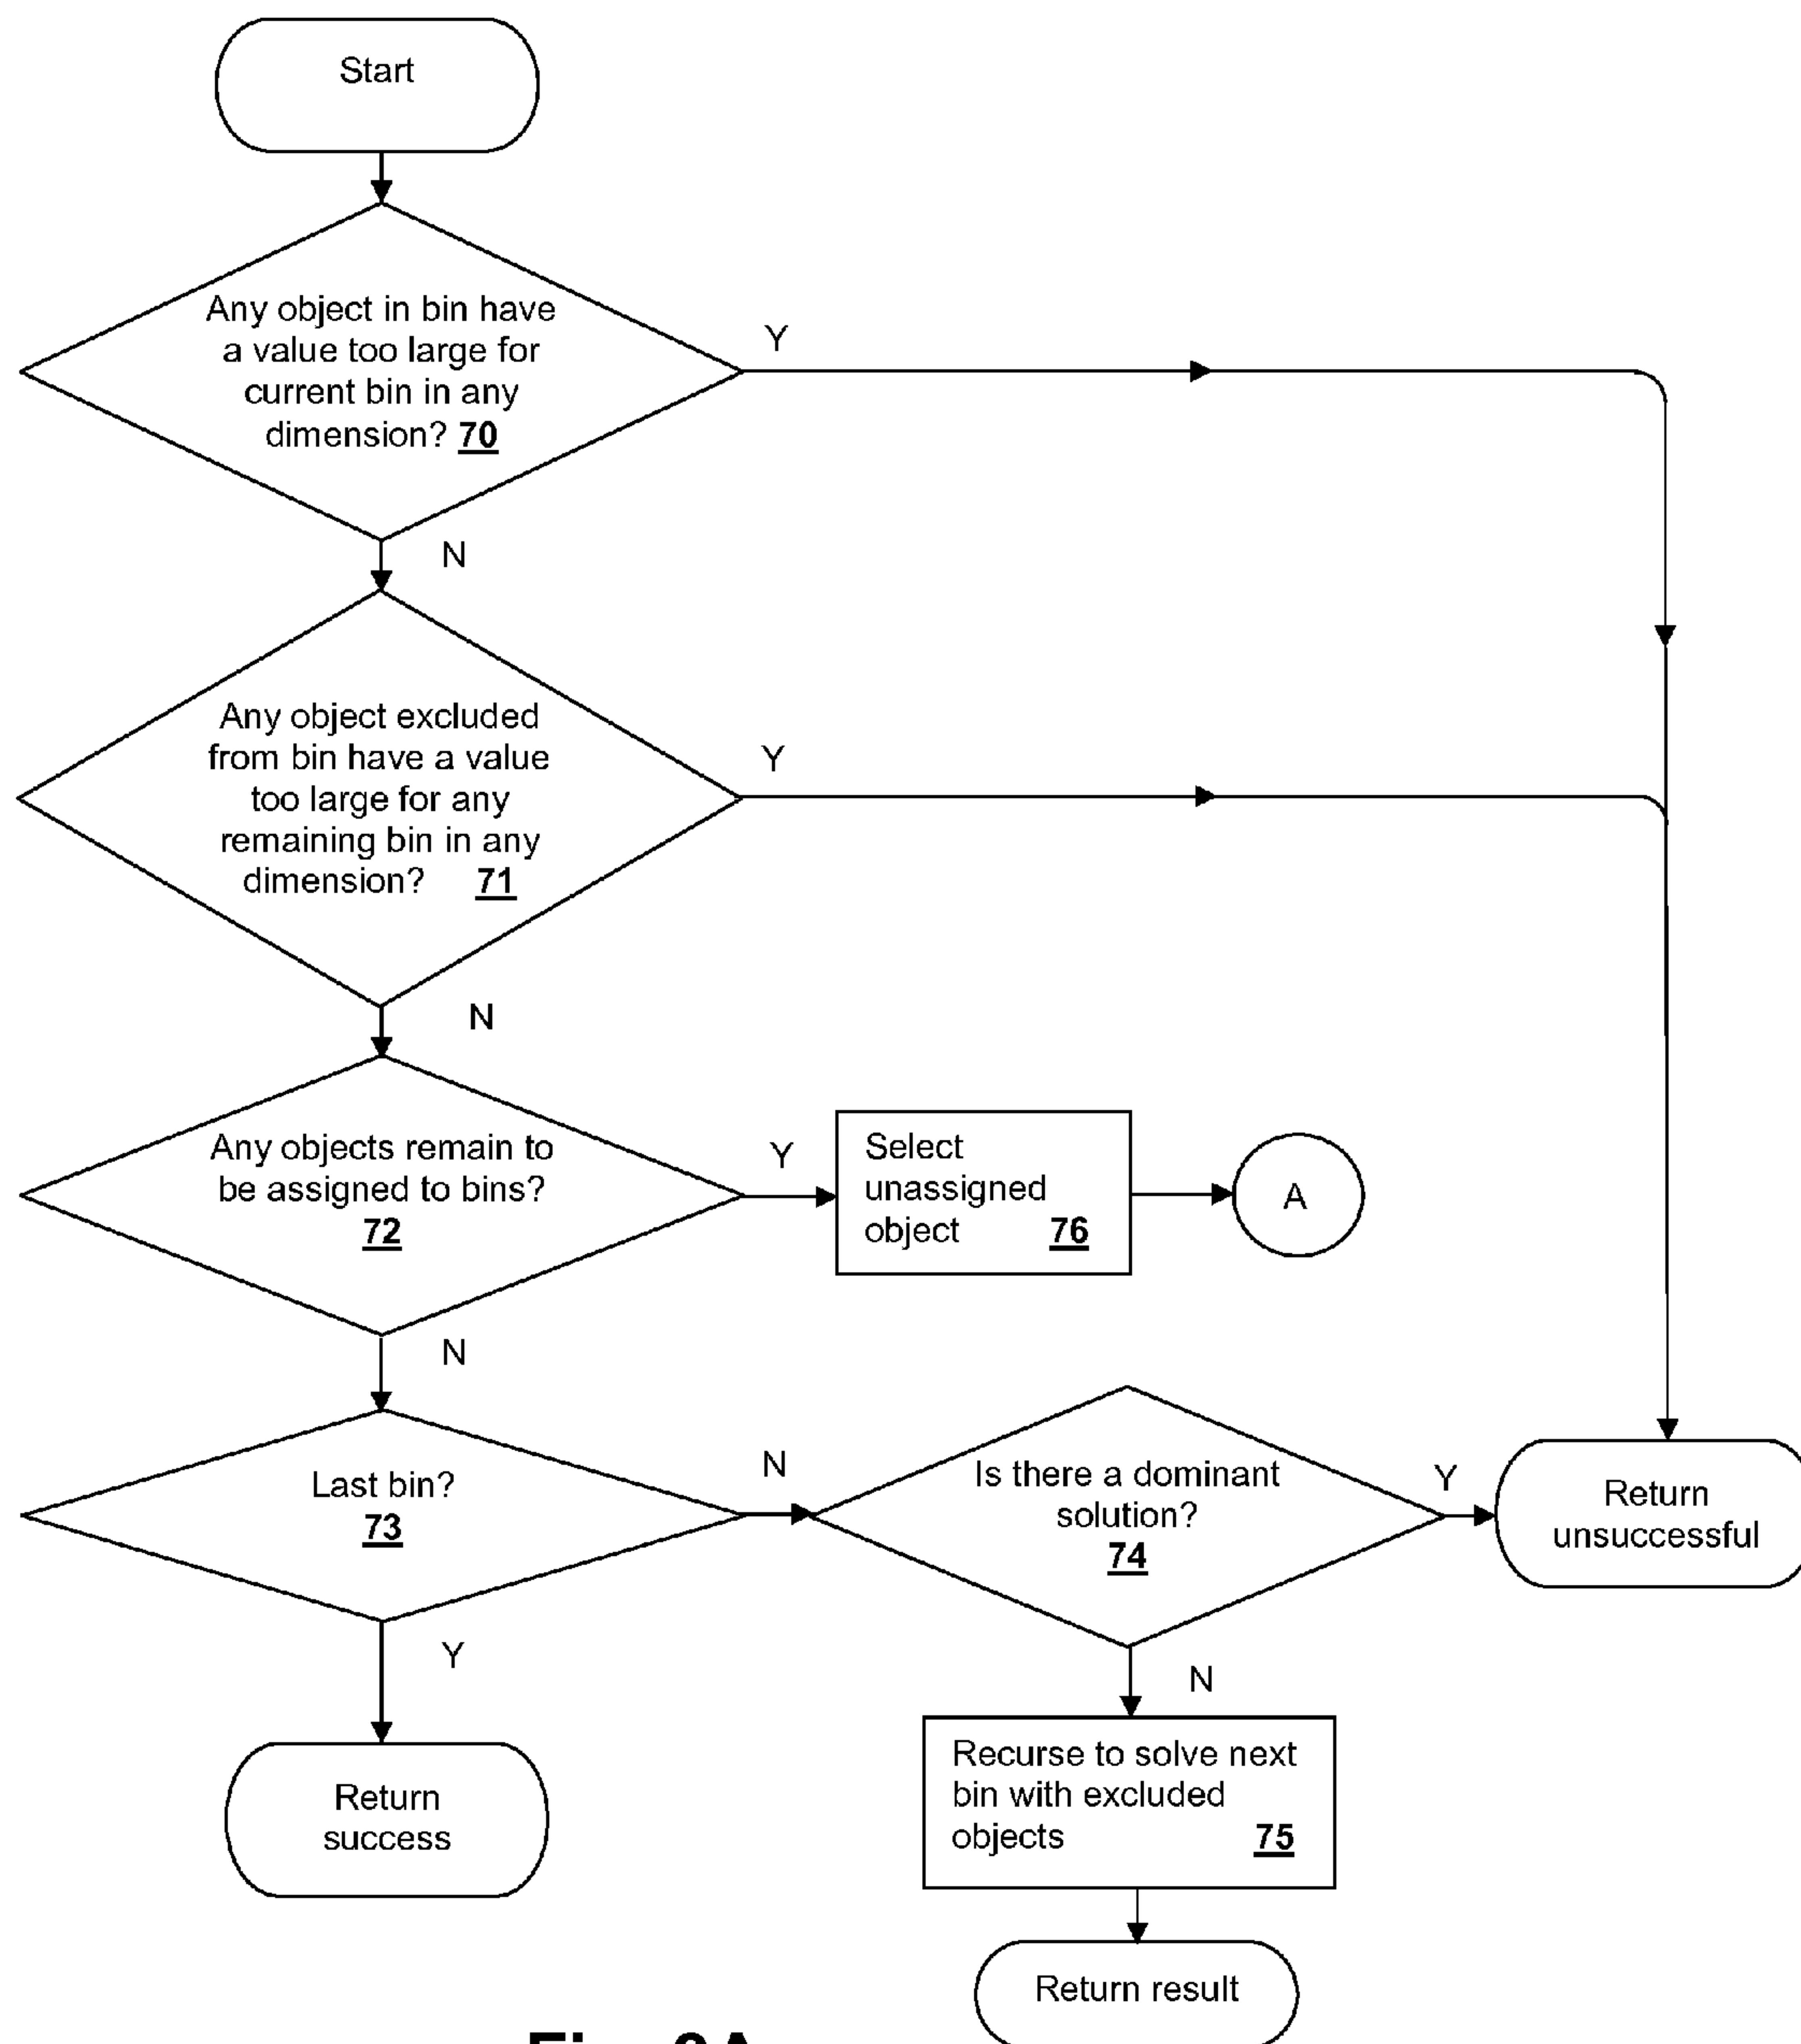 Start
Any object in bin have
a value too large for
current bin in any
dimension? 70
Y
N
Any object excluded
from bin have a value
too large for any
remaining bin in any
dimension? 71
Y
N
Any objects remain to
be assigned to bins?
72
Y
Select
unassigned
object 76
A
N
Last bin?
73
N
Is there a dominant
solution?
74
Y
Return
unsuccessful
Y
N
Return
success
Recurse to solve next
bin with excluded
objects 75
Return result